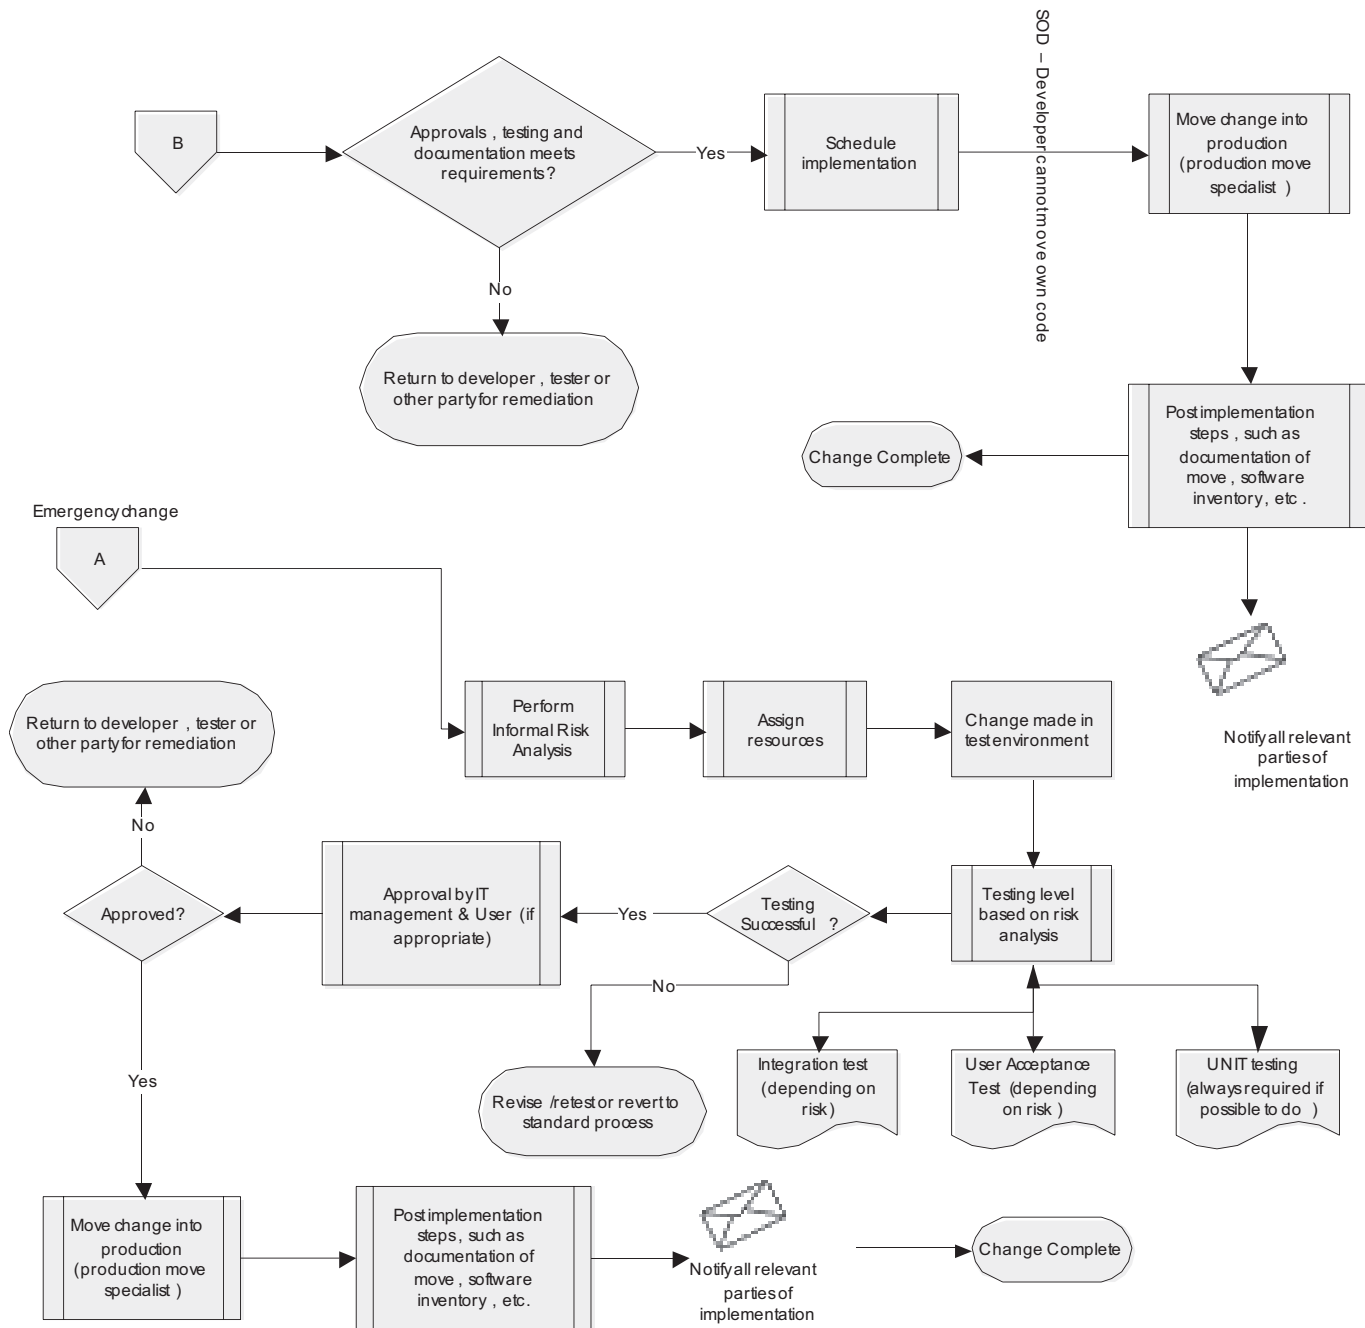 B
Approvals , testing and
documentation meets
requirements?
Yes
Schedule
implementation
SOD – Developer cannot move own code
Move change into
production
(production move
specialist )
No
Return to developer , tester or
other party for remediation
Change Complete
Post implementation
steps , such as
documentation of
move , software
inventory , etc .
Notify all relevant
parties of
implementation
Emergency change
A
Perform
Informal Risk
Analysis
Assign
resources
Change made in
test environment
Return to developer , tester or
other party for remediation
No
Approved?
Approval by IT
management & User (if
appropriate)
Yes
Testing
Successful ?
Testing level
based on risk
analysis
No
Yes
Revise /retest or revert to
standard process
Integration test
(depending on
risk)
User Acceptance
Test (depending
on risk )
UNIT testing
(always required if
possible to do )
Move change into
production
(production move
specialist )
Post implementation
steps, such as
documentation of
move , software
inventory , etc.
Notify all relevant
parties of
implementation
Change Complete